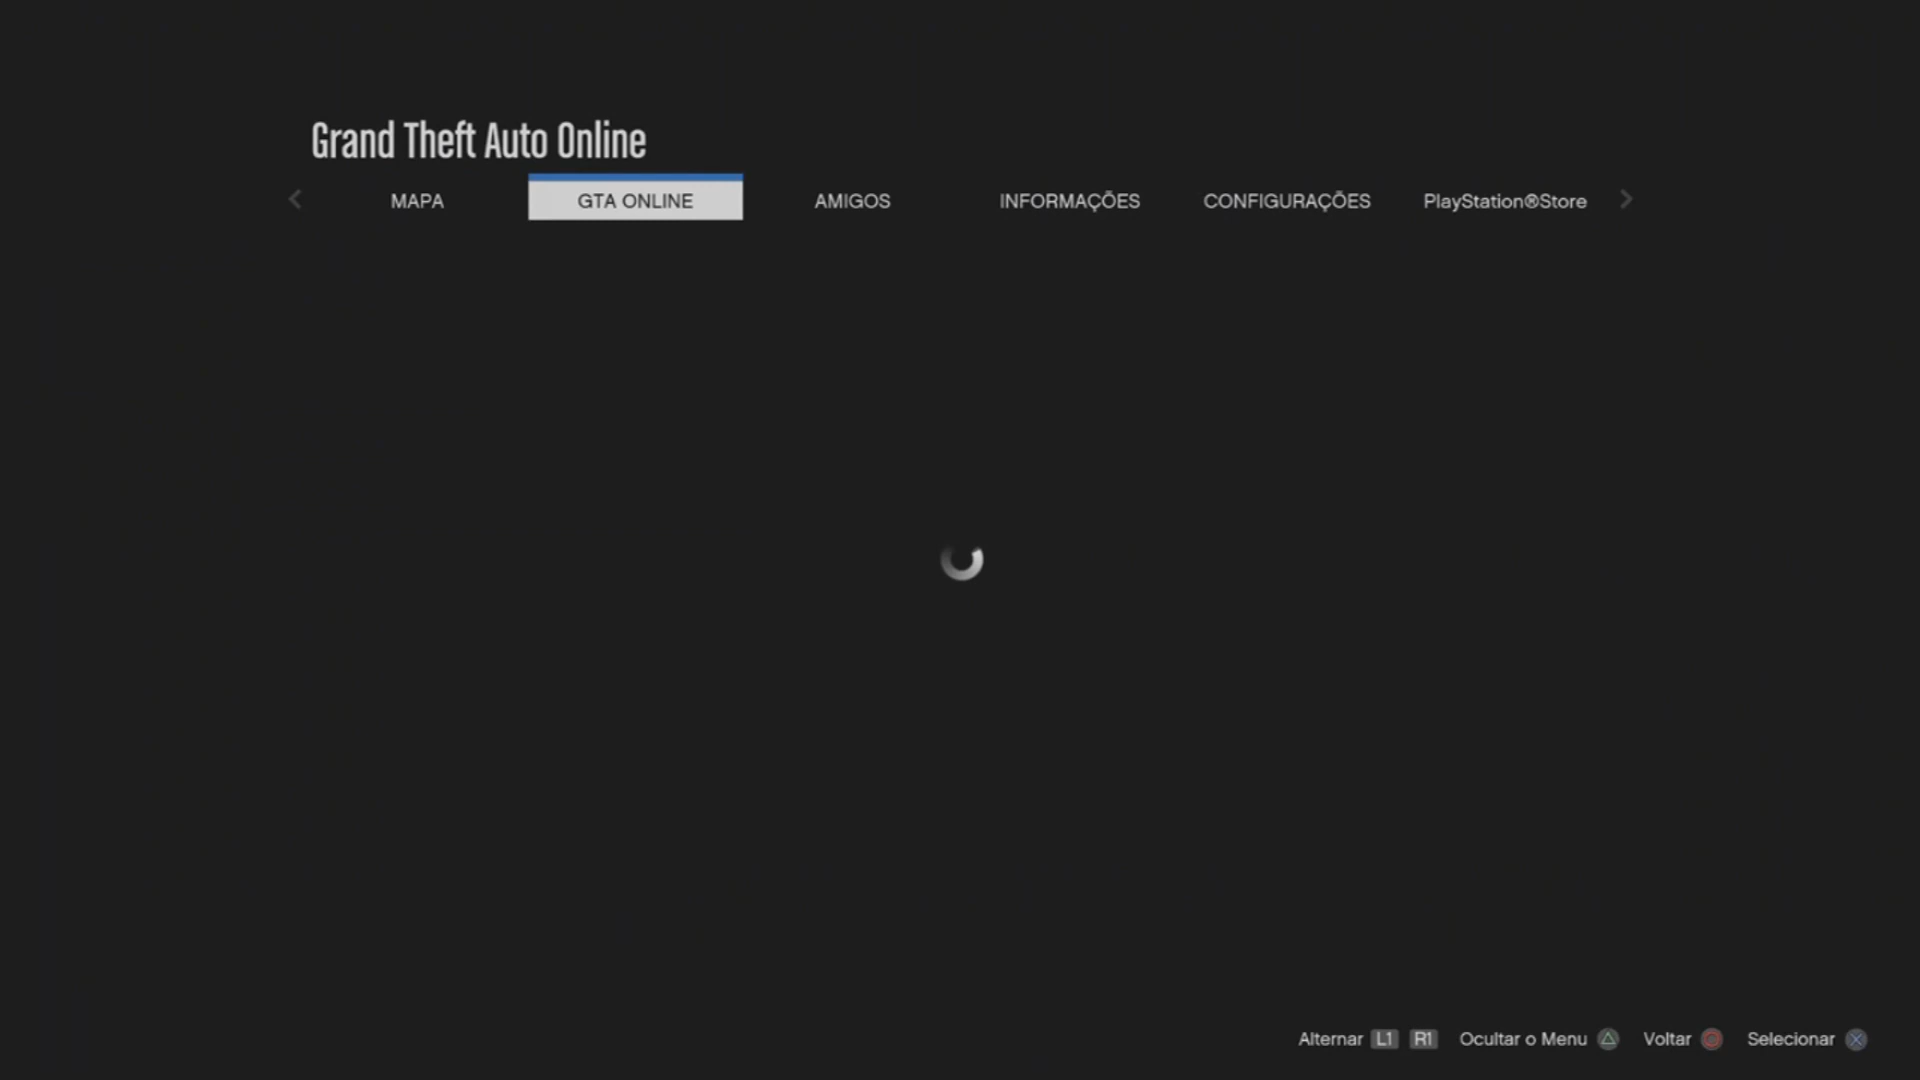 Grand Theft Auto Online
MAPA GTA ONLINE AMIGOS INFORMAÇÕES CONFIGURAÇÕES PlayStation®Store
Alternar L1 R1 Ocultar o Menu Voltar Selecionar